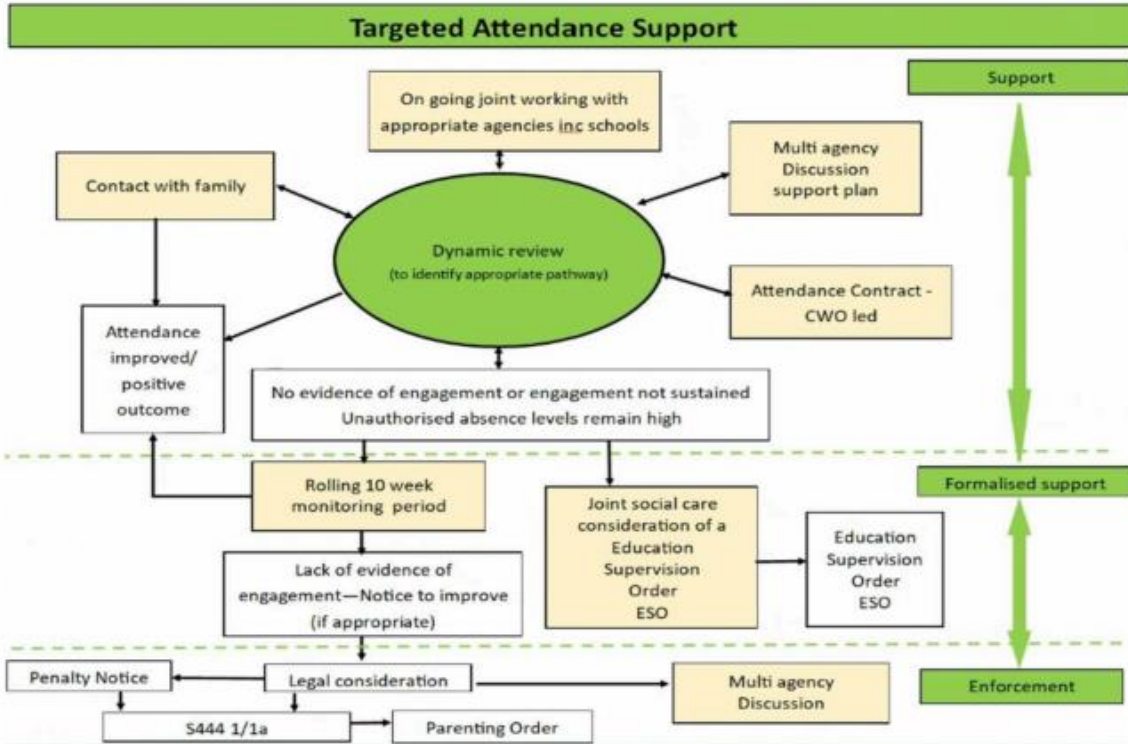 Targeted Attendance Support
Support
On going joint working with
appropriate agencies inc schools
Multi agency
Discussion
support plan
Contact with family
Dynamic review
(to identify appropriate pathway)
Attendance Contract -
CWO led
Attendance
improved/
positive
outcome
No evidence of engagement or engagement not sustained
Unauthorised absence levels remain high
Rolling 10 week
monitoring period
Joint social care
consideration of a
Education
Supervision
Order
ESO
Formalised support
Education
Supervision
Order
ESO
Lack of evidence of
engagement—Notice to improve
(if appropriate)
Penalty Notice
Legal consideration
Multi agency
Discussion
Enforcement
S444 1/1a
Parenting Order